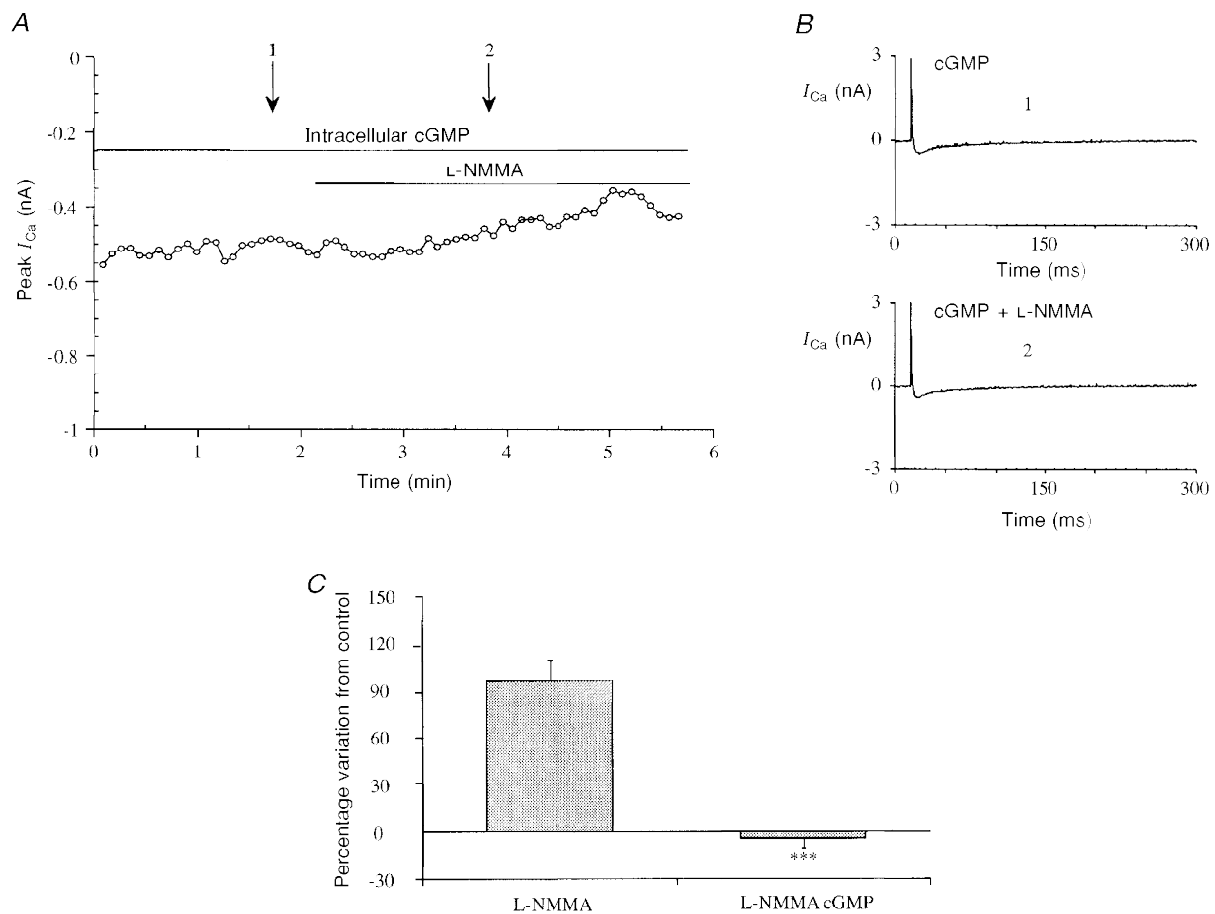 A
1
2
0
-0.2
-0.4
-0.6
-0.8
-1
Peak ICa (nA)
Intracellular cGMP
L-NMMA
0
1
2
3
4
5
6
Time (min)
B
3
0
-3
ICa (nA)
cGMP
1
0
150
300
Time (ms)
3
0
-3
ICa (nA)
cGMP + L-NMMA
2
0
150
300
Time (ms)
C
150
120
90
60
30
0
-30
Percentage variation from control
***
L-NMMA
L-NMMA cGMP